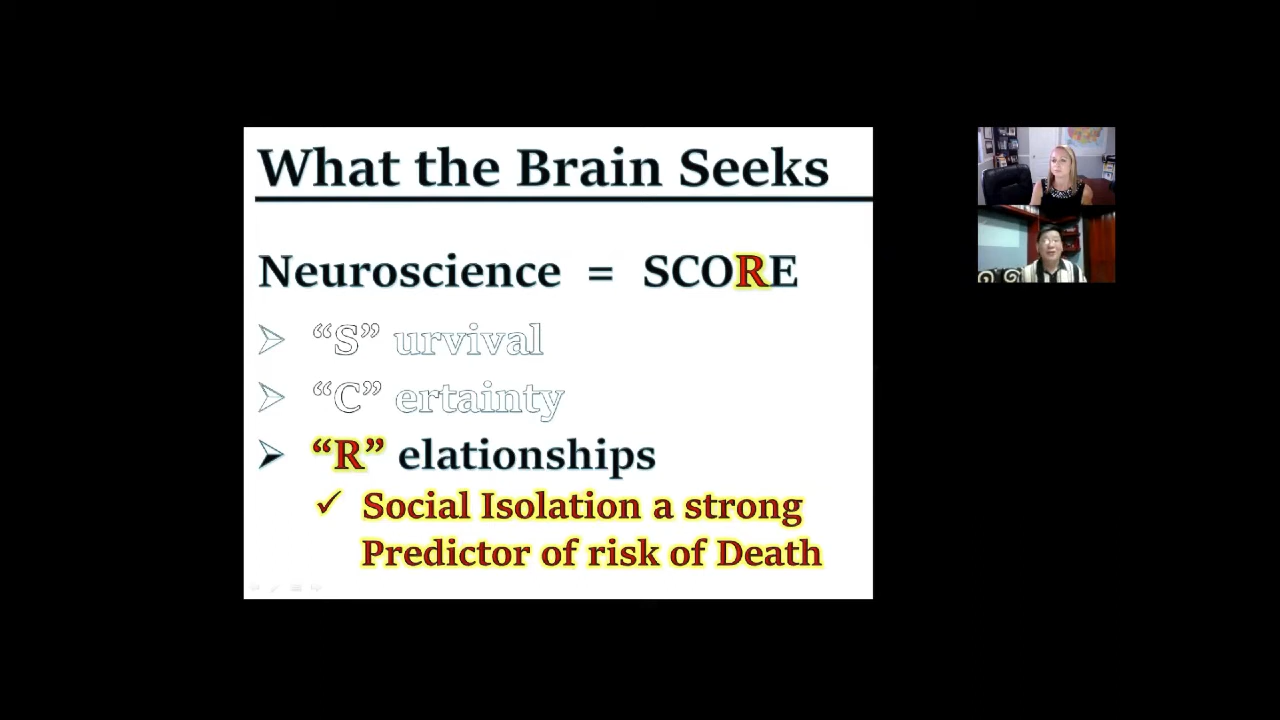 What the Brain Seeks
Neuroscience = SCORE
“S” urvival
“C” ertainty
“R” elationships
Social Isolation a strong
Predictor of risk of Death